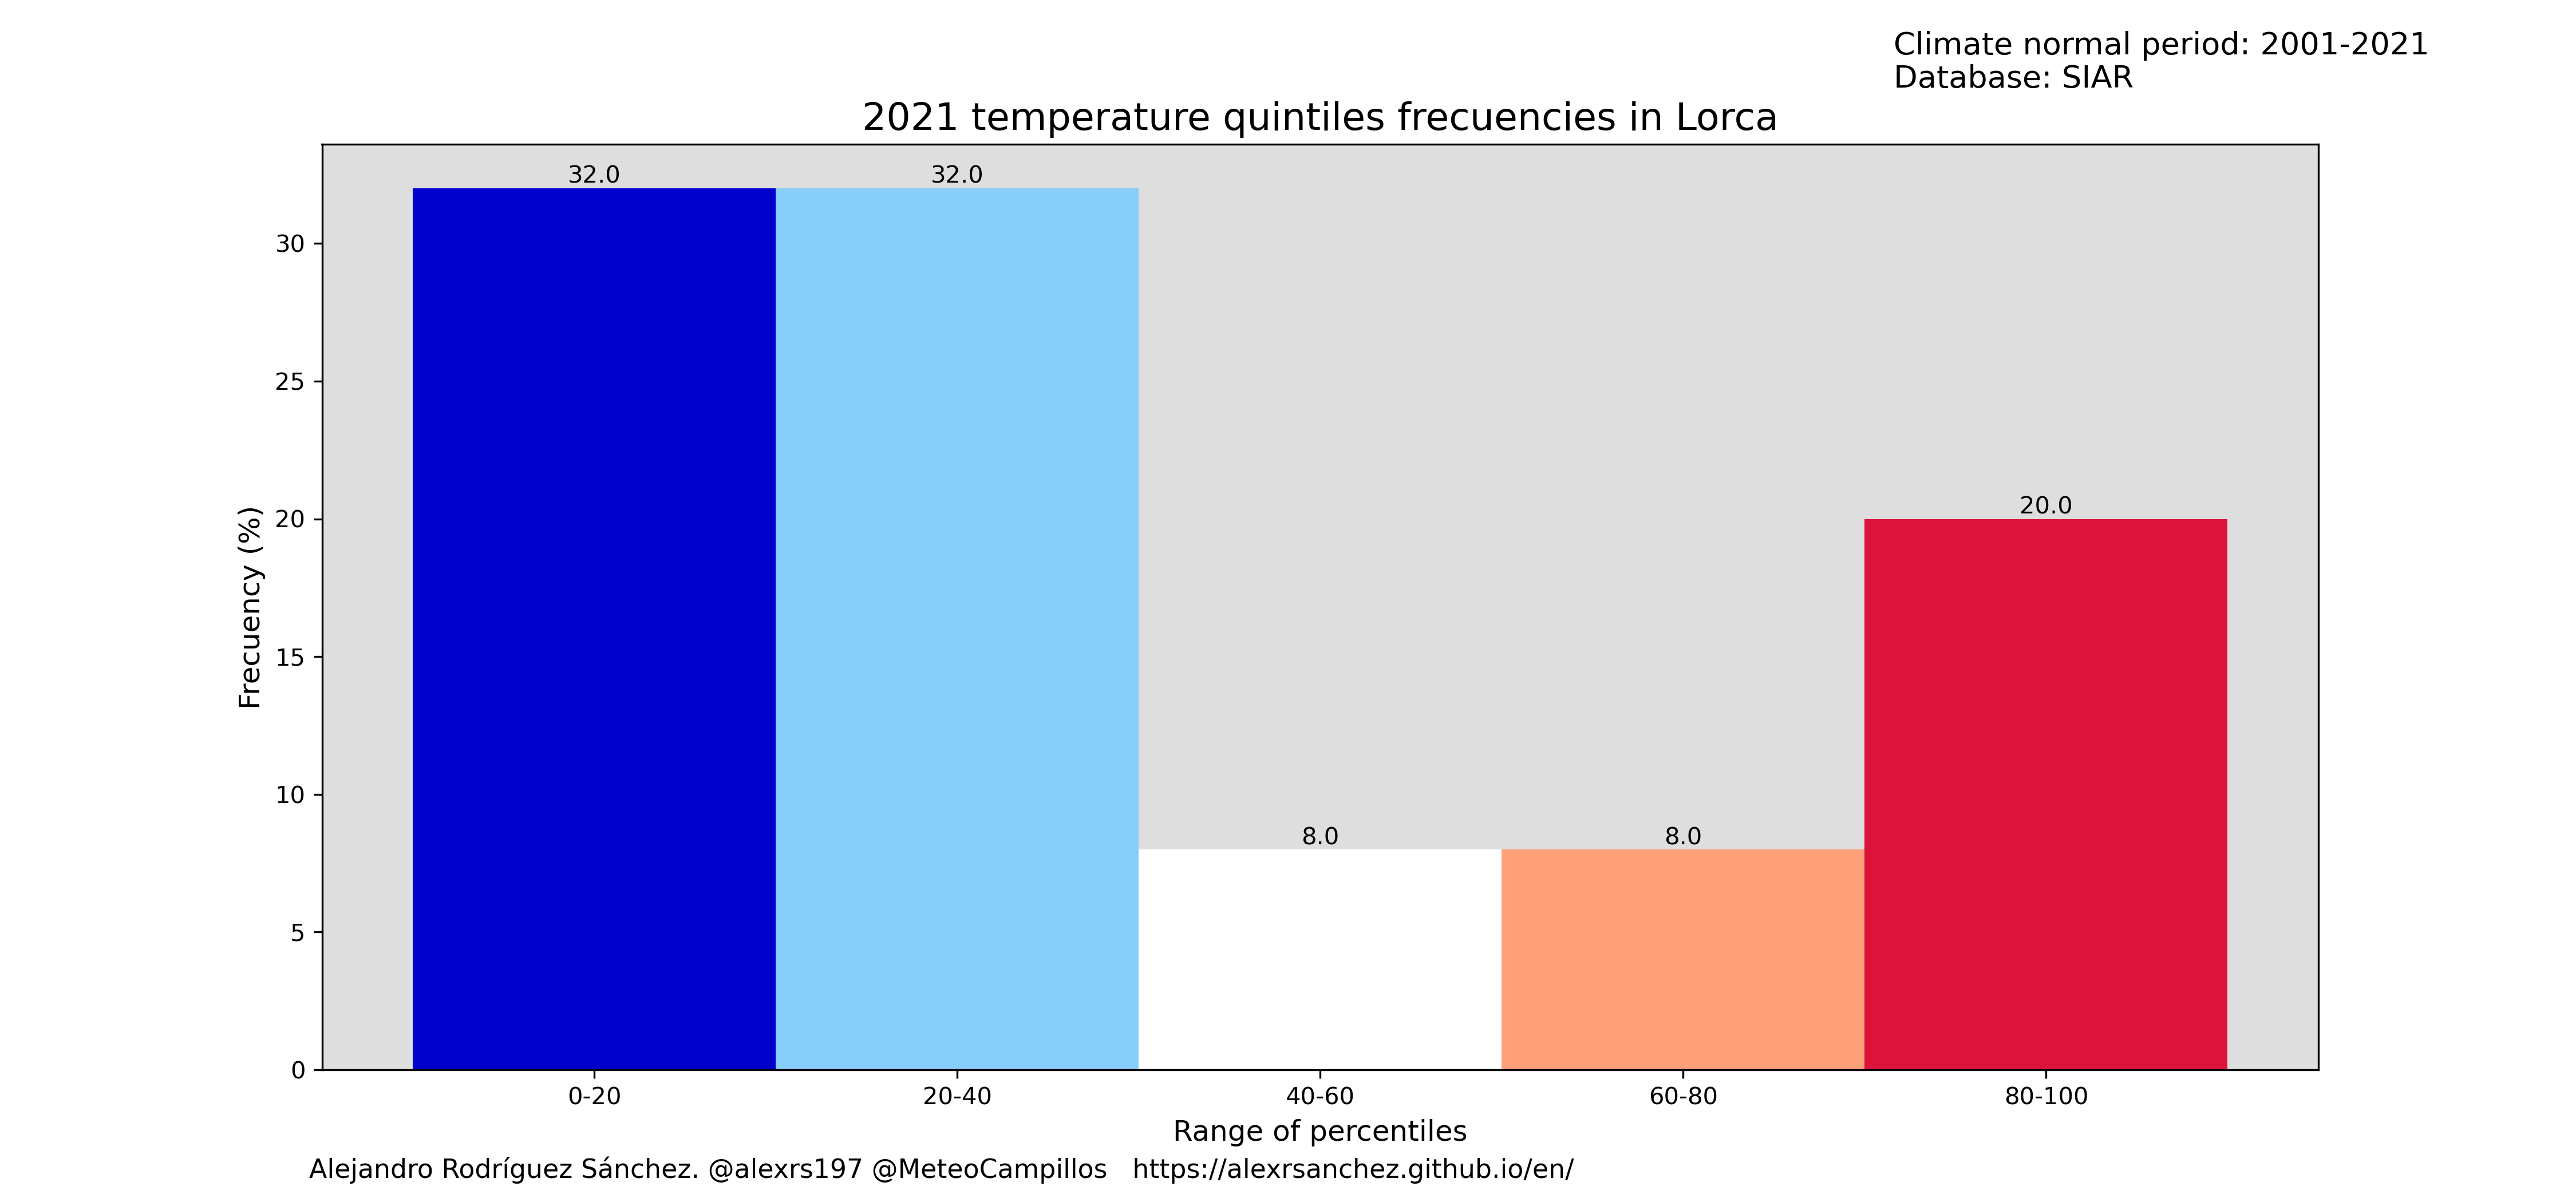 Climate normal period: 2001-2021
Database: SIAR
2021 temperature quintiles frecuencies in Lorca
32.0
32.0
30
25
20.0
Frecuency (%)
20
15
10
8.0
8.0
5
0
0-20
20-40
40-60
60-80
80-100
Range of percentiles
Alejandro Rodríguez Sánchez. @alexrs197 @MeteoCampillos   https://alexrsanchez.github.io/en/